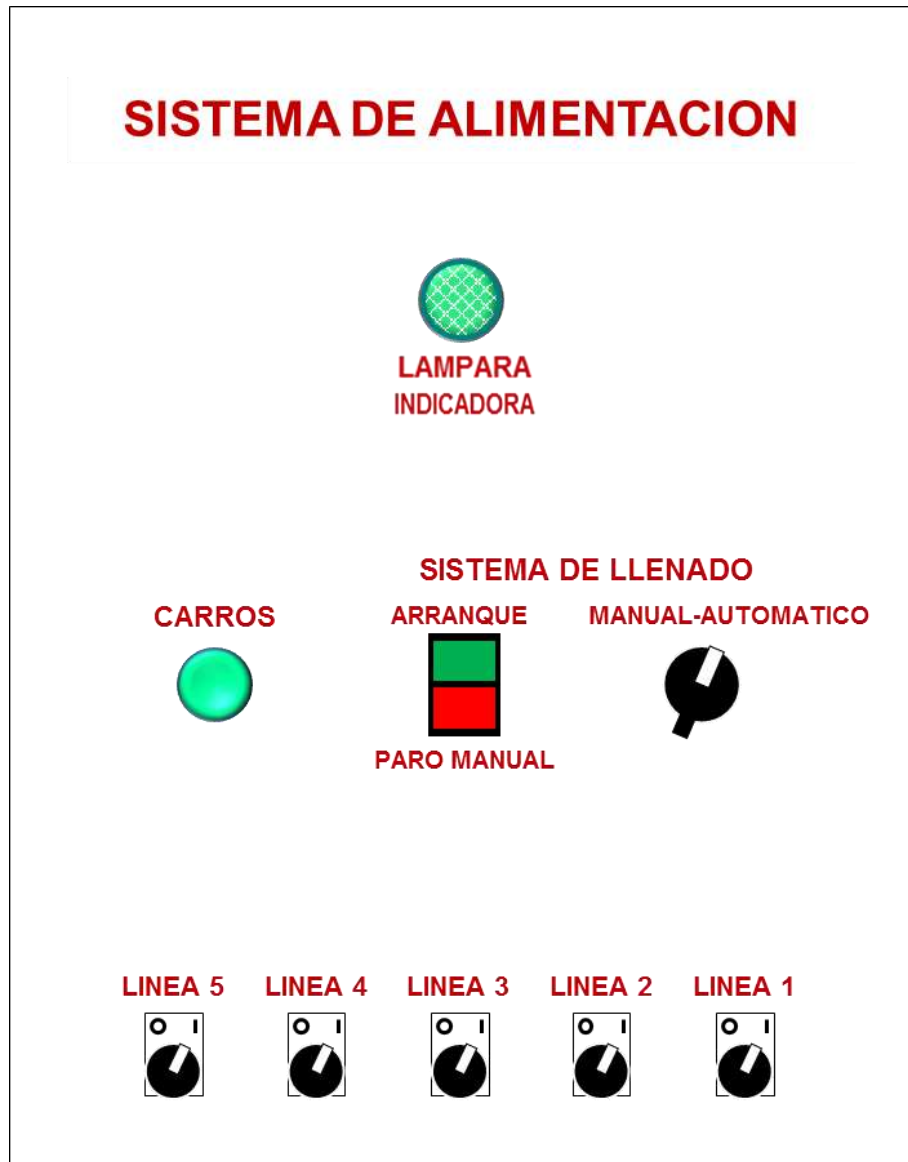 SISTEMA DE ALIMENTACION
LAMPARA
INDICADORA
SISTEMA DE LLENADO
CARROS
ARRANQUE
MANUAL-AUTOMATICO
PARO MANUAL
LINEA 5
LINEA 4
LINEA 3
LINEA 2
LINEA 1
O I
O I
O I
O I
O I